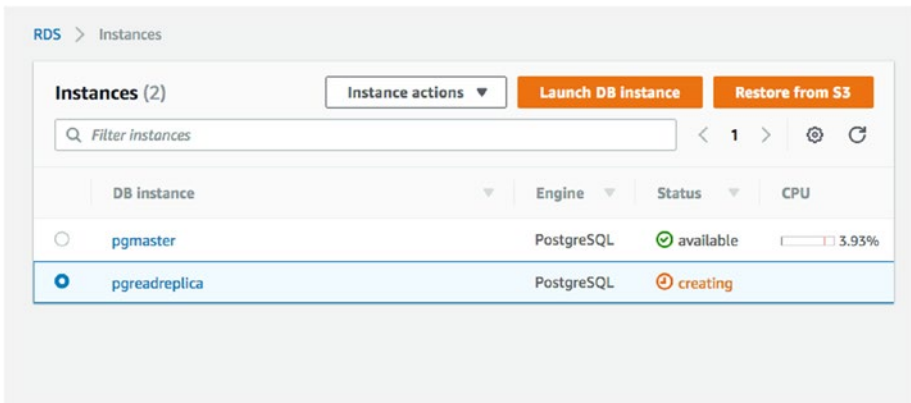 RDS > Instances
Instances (2) Instance actions ▼ Launch DB instance Restore from S3
Filter instances < 1 >
DB instance Engine Status CPU
pgmaster PostgreSQL available 3.93%
pgreadreplica PostgreSQL creating